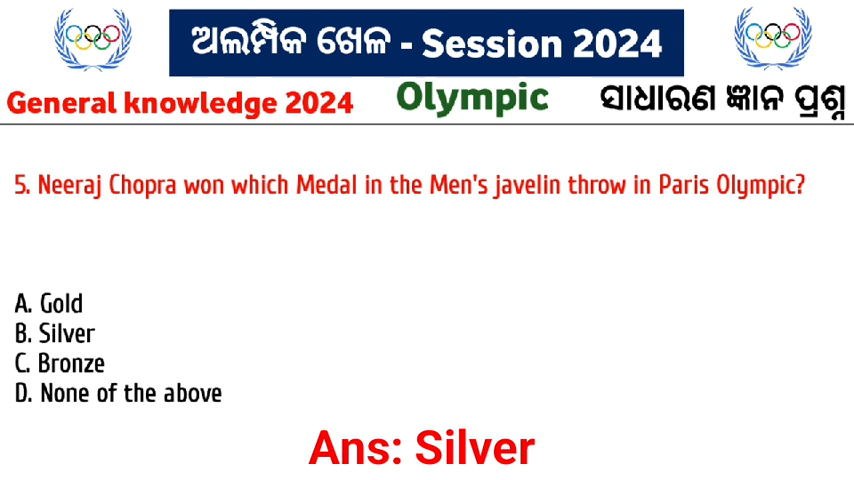 ଅଲମ୍ପିକ ଖେଳ - Session 2024
General knowledge 2024 Olympic ସାଧାରଣ ଜ୍ଞାନ ପ୍ରଶ୍ନ
5. Neeraj Chopra won which Medal in the Men's javelin throw in Paris Olympic?
A. Gold
B. Silver
C. Bronze
D. None of the above
Ans: Silver